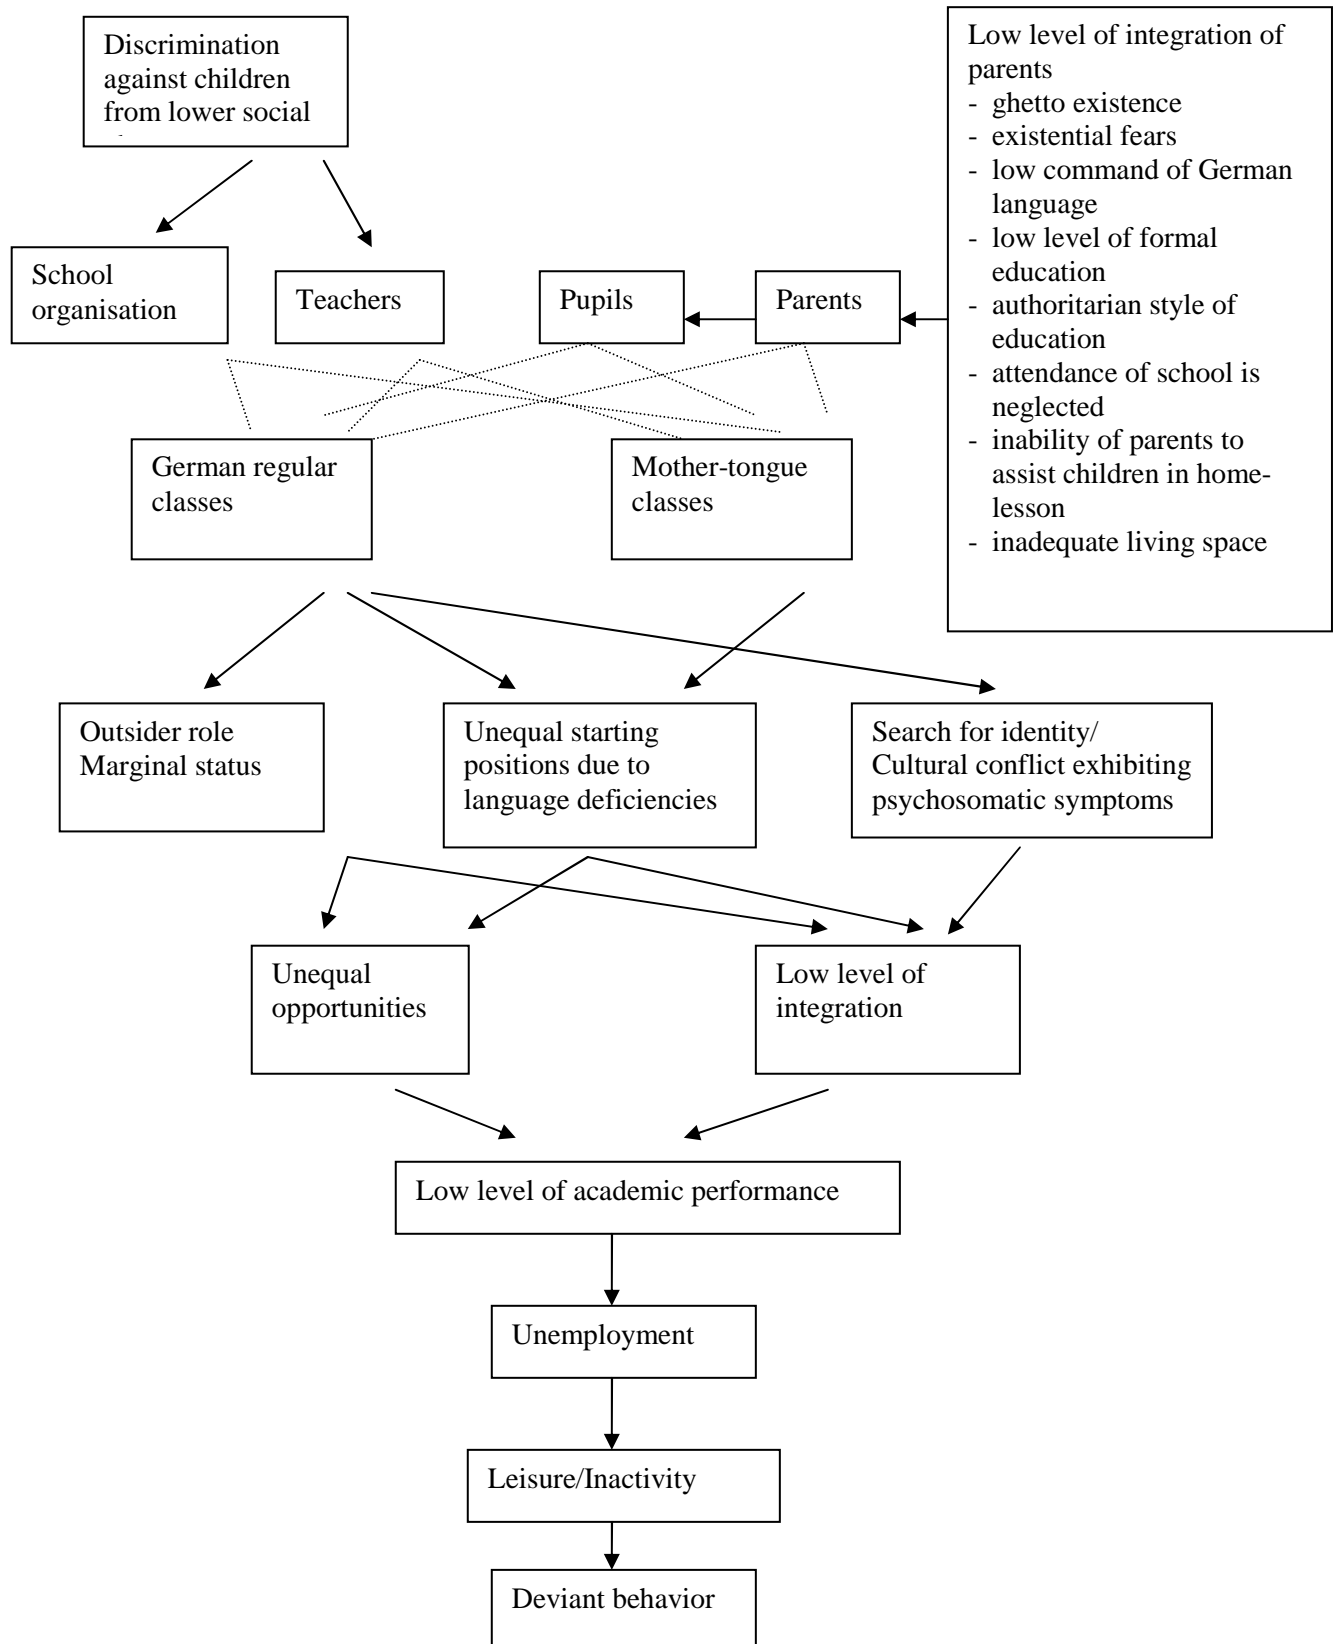 Discrimination
against children
from lower social
Low level of integration of
parents
- ghetto existence
- existential fears
- low command of German
language
- low level of formal
education
- authoritarian style of
education
- attendance of school is
neglected
- inability of parents to
assist children in home-
lesson
- inadequate living space
School
organisation
Teachers
Pupils
Parents
German regular
classes
Mother-tongue
classes
Outsider role
Marginal status
Unequal starting
positions due to
language deficiencies
Search for identity/
Cultural conflict exhibiting
psychosomatic symptoms
Unequal
opportunities
Low level of
integration
Low level of academic performance
Unemployment
Leisure/Inactivity
Deviant behavior